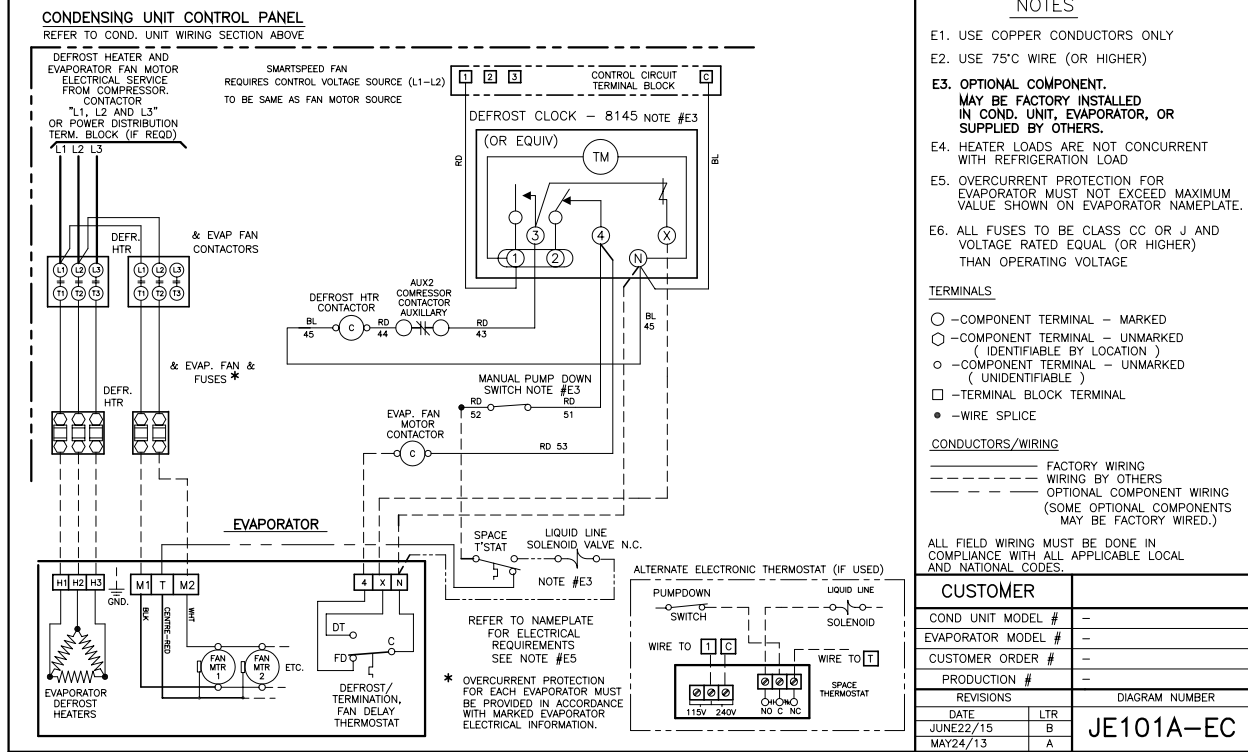 CONDENSING UNIT CONTROL PANEL
REFER TO COND. UNIT WIRING SECTION ABOVE
DEFROST HEATER AND
EVAPORATOR FAN MOTOR
ELECTRICAL SERVICE
FROM COMPRESSOR.
CONTACTOR
"L1, L2 AND L3"
OR POWER DISTRIBUTION
TERM. BLOCK (IF REQD)
L1 L2 L3
SMARTSPEED FAN
REQUIRES CONTROL VOLTAGE SOURCE (L1-L2)
TO BE SAME AS FAN MOTOR SOURCE
1 2 3
CONTROL CIRCUIT
TERMINAL BLOCK
C
DEFROST CLOCK - 8145 NOTE #E3
(OR EQUIV)
TM
RD
BL
3 4 X
1 2 N
DEFR.
HTR
& EVAP FAN
CONTACTORS
L1 L2 L3 L1 L2 L3
T1 T2 T3 T1 T2 T3
DEFROST HTR
CONTACTOR
AUX2
COMRESSOR
CONTACTOR
AUXILLARY
BL
45
C
RD
44
RD
43
BL
45
& EVAP. FAN &
FUSES *
DEFR.
HTR
MANUAL PUMP DOWN
SWITCH NOTE #E3
RD
52
RD
51
EVAP. FAN
MOTOR
CONTACTOR
C
RD 53
EVAPORATOR
SPACE
T'STAT
LIQUID LINE
SOLENOID VALVE N.C.
NOTE #E3
H1 H2 H3
GND.
M1 T M2
4 X N
BLK
CENTRE-RED
WHT
FAN
MTR
1
FAN
MTR
2
ETC.
DT
C
FD
EVAPORATOR
DEFROST
HEATERS
DEFROST/
TERMINATION,
FAN DELAY
THERMOSTAT
REFER TO NAMEPLATE
FOR ELECTRICAL
REQUIREMENTS
SEE NOTE #E5
* OVERCURRENT PROTECTION
FOR EACH EVAPORATOR MUST
BE PROVIDED IN ACCORDANCE
WITH MARKED EVAPORATOR
ELECTRICAL INFORMATION.
ALTERNATE ELECTRONIC THERMOSTAT (IF USED)
PUMPDOWN
SWITCH
LIQUID LINE
SOLENOID
WIRE TO 1 C
WIRE TO T
SPACE
THERMOSTAT
115V 240V
NO C NC
NOTES
E1. USE COPPER CONDUCTORS ONLY
E2. USE 75°C WIRE (OR HIGHER)
E3. OPTIONAL COMPONENT.
MAY BE FACTORY INSTALLED
IN COND. UNIT, EVAPORATOR, OR
SUPPLIED BY OTHERS.
E4. HEATER LOADS ARE NOT CONCURRENT
WITH REFRIGERATION LOAD
E5. OVERCURRENT PROTECTION FOR
EVAPORATOR MUST NOT EXCEED MAXIMUM
VALUE SHOWN ON EVAPORATOR NAMEPLATE.
E6. ALL FUSES TO BE CLASS CC OR J AND
VOLTAGE RATED EQUAL (OR HIGHER)
THAN OPERATING VOLTAGE
TERMINALS
-COMPONENT TERMINAL - MARKED
-COMPONENT TERMINAL - UNMARKED
( IDENTIFIABLE BY LOCATION )
-COMPONENT TERMINAL - UNMARKED
( UNIDENTIFIABLE )
-TERMINAL BLOCK TERMINAL
-WIRE SPLICE
CONDUCTORS/WIRING
FACTORY WIRING
WIRING BY OTHERS
OPTIONAL COMPONENT WIRING
(SOME OPTIONAL COMPONENTS
MAY BE FACTORY WIRED.)
ALL FIELD WIRING MUST BE DONE IN
COMPLIANCE WITH ALL APPLICABLE LOCAL
AND NATIONAL CODES.
CUSTOMER
COND UNIT MODEL # -
EVAPORATOR MODEL # -
CUSTOMER ORDER # -
PRODUCTION # -
REVISIONS DIAGRAM NUMBER
DATE LTR
JUNE22/15 B
MAY24/13 A
JE101A-EC